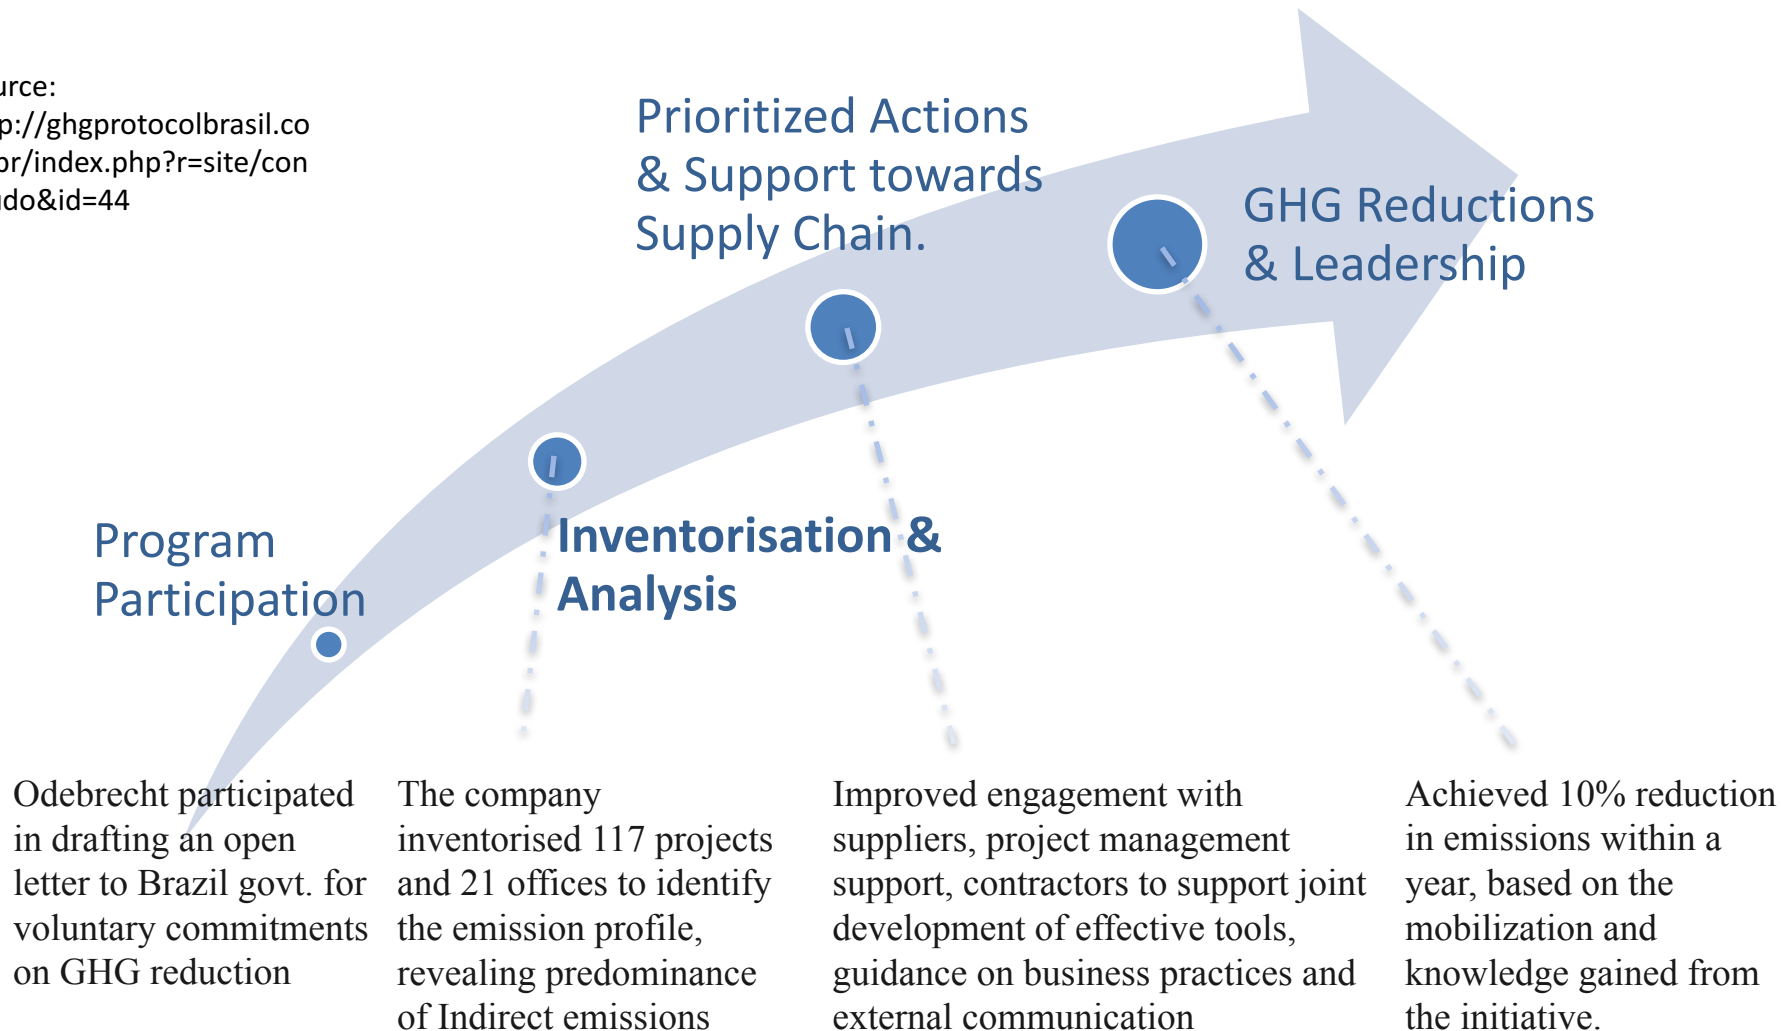 urce:
p://ghgprotocolbrasil.co
br/index.php?r=site/con
udo&id=44
Prioritized Actions
& Support towards
Supply Chain.
GHG Reductions
& Leadership
Program
Participation
Inventorisation &
Analysis
Odebrecht participated
in drafting an open
letter to Brazil govt. for
voluntary commitments
on GHG reduction
The company
inventorised 117 projects
and 21 offices to identify
the emission profile,
revealing predominance
of Indirect emissions
Improved engagement with
suppliers, project management
support, contractors to support joint
development of effective tools,
guidance on business practices and
external communication
Achieved 10% reduction
in emissions within a
year, based on the
mobilization and
knowledge gained from
the initiative.